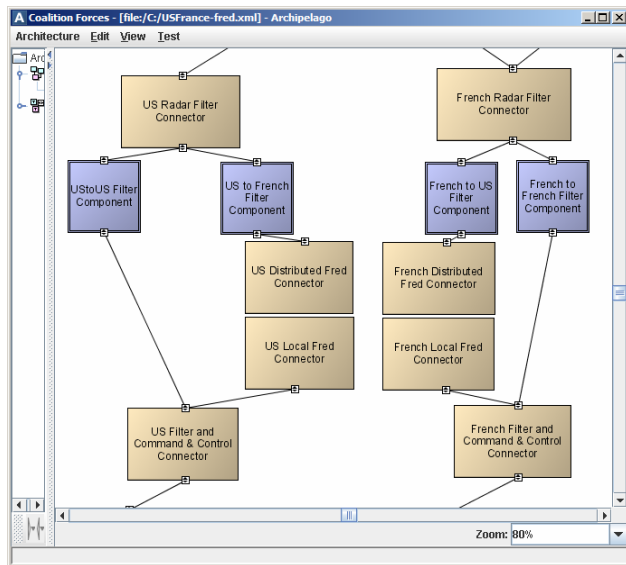 A Coalition Forces - [file:/C:/USFrance-fred.xml] - Archipelago
Architecture Edit View Test
Arc
US Radar Filter
Connector
French Radar Filter
Connector
UStoUS Filter
Component
US to French
Filter
Component
French to US
Filter
Component
French to
French Filter
Component
US Distributed Fred
Connector
French Distributed
Fred Connector
US Local Fred
Connector
French Local Fred
Connector
US Filter and
Command & Control
Connector
French Filter and
Command & Control
Connector
Zoom: 80%